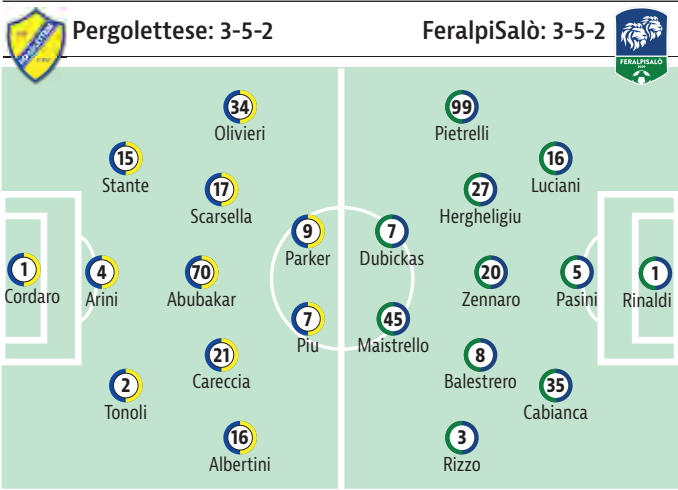 Pergolettese: 3-5-2
FeralpiSalò: 3-5-2
FERALPISALÒ
34
Olivieri
15
Stante
17
Scarsella
9
Parker
1
Cordaro
4
Arini
70
Abubakar
7
Piu
21
Careccia
2
Tonoli
16
Albertini
99
Pietrelli
16
Luciani
27
Hergheligiu
7
Dubickas
20
Zennaro
5
Pasini
1
Rinaldi
45
Maistrello
8
Balestrero
35
Cabianca
3
Rizzo